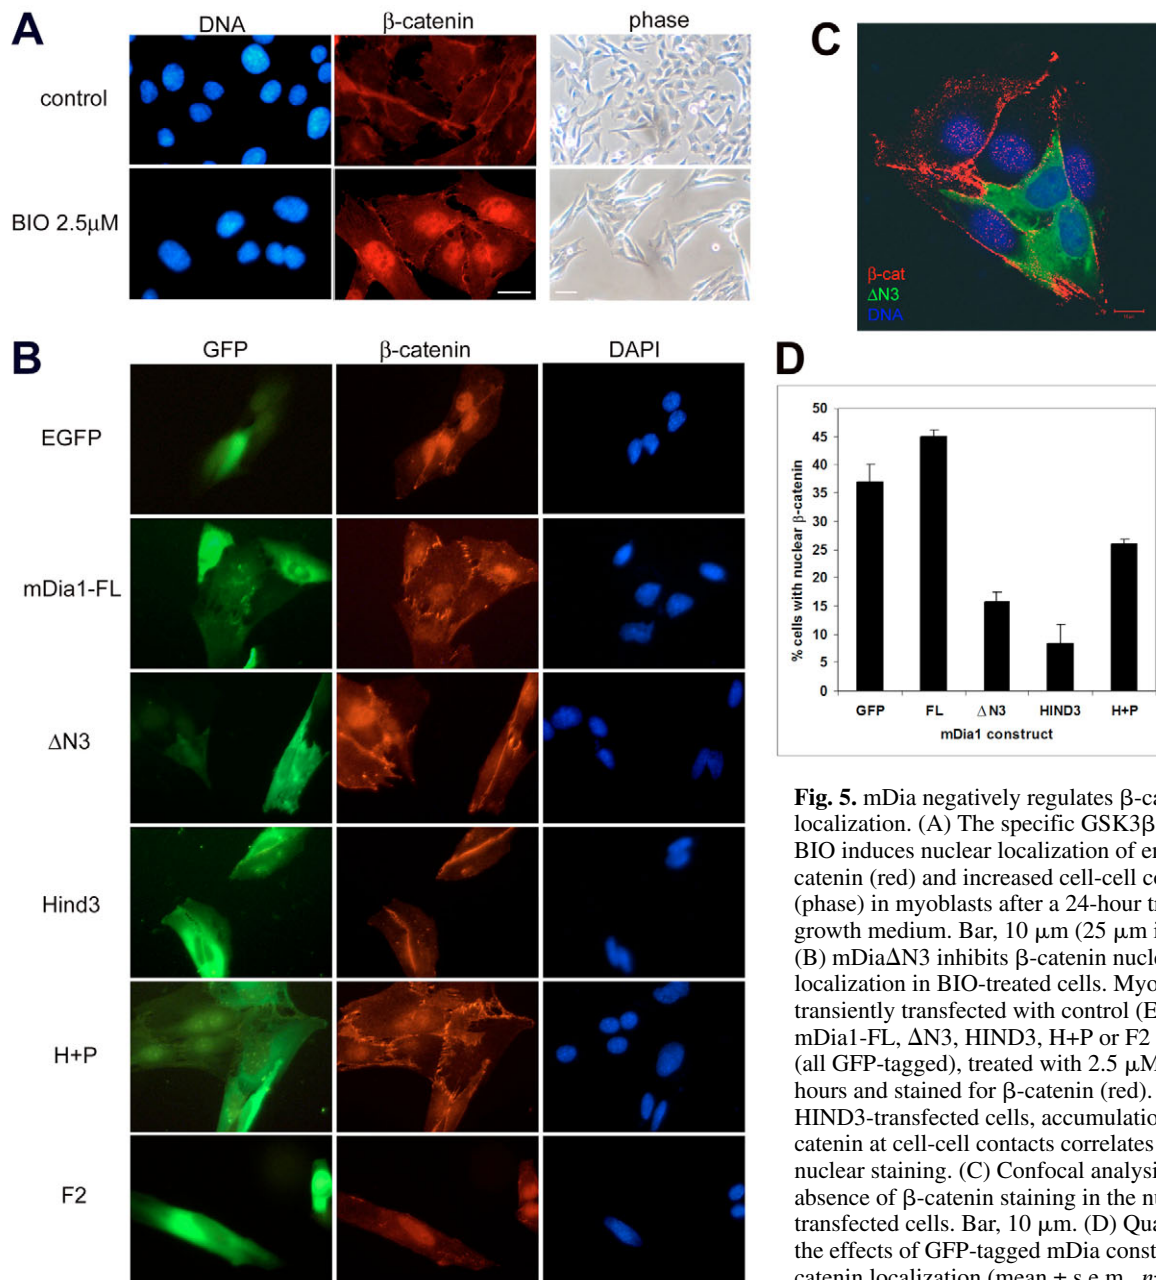 A
DNA
β-catenin
phase
control
BIO 2.5μM
B
GFP
β-catenin
DAPI
EGFP
mDia1-FL
ΔN3
Hind3
H+P
F2
C
β-cat
ΔN3
DNA
D
50
45
40
35
30
25
20
15
10
5
0
% cells with nuclear β-catenin
GFP
FL
ΔN3
HIND3
H+P
mDia1 construct
Fig. 5. mDia negatively regulates β-ca
localization. (A) The specific GSK3β
BIO induces nuclear localization of en
catenin (red) and increased cell-cell co
(phase) in myoblasts after a 24-hour tr
growth medium. Bar, 10 μm (25 μm i
(B) mDiaΔN3 inhibits β-catenin nucle
localization in BIO-treated cells. Myo
transiently transfected with control (E
mDia1-FL, ΔN3, HIND3, H+P or F2
(all GFP-tagged), treated with 2.5 μM
hours and stained for β-catenin (red).
HIND3-transfected cells, accumulation
catenin at cell-cell contacts correlates
nuclear staining. (C) Confocal analysi
absence of β-catenin staining in the nu
transfected cells. Bar, 10 μm. (D) Qua
the effects of GFP-tagged mDia const
catenin localization (mean ± s.e.m.,